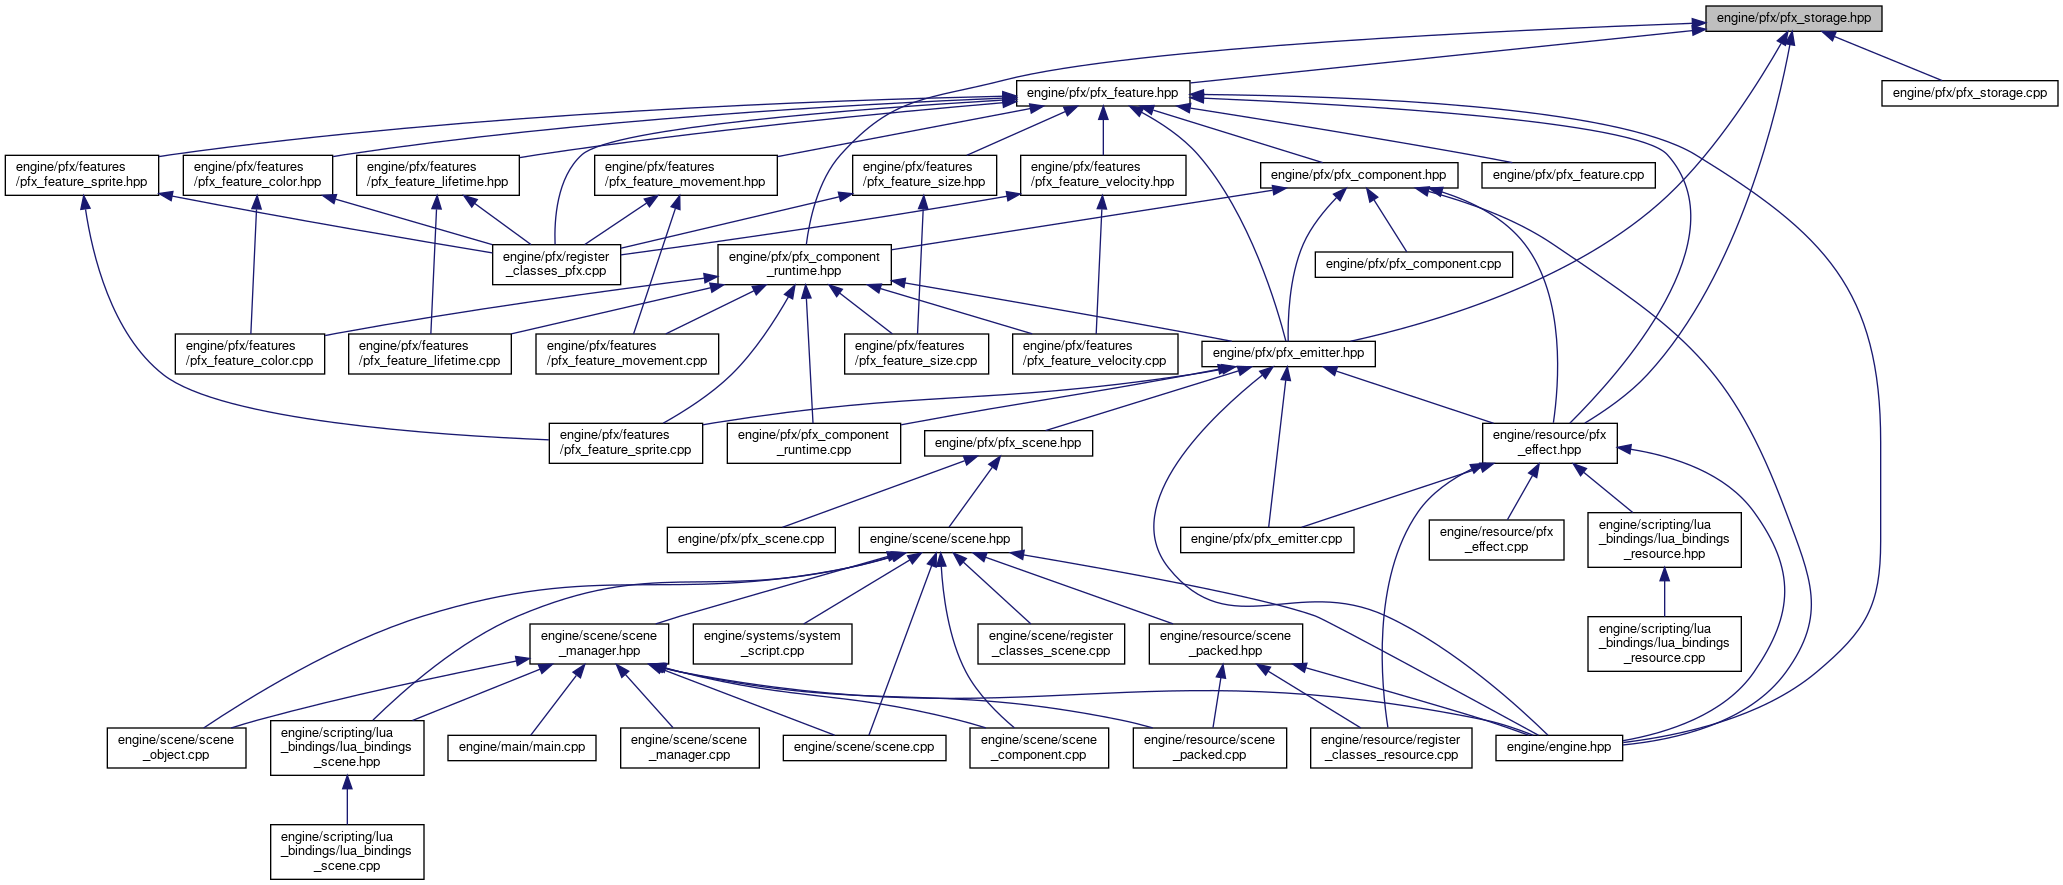 engine/pfx/pfx_storage.hpp
engine/pfx/pfx_feature.hpp
engine/pfx/pfx_storage.cpp
engine/pfx/features
/pfx_feature_sprite.hpp
engine/pfx/features
/pfx_feature_color.hpp
engine/pfx/features
/pfx_feature_lifetime.hpp
engine/pfx/features
/pfx_feature_movement.hpp
engine/pfx/features
/pfx_feature_size.hpp
engine/pfx/features
/pfx_feature_velocity.hpp
engine/pfx/pfx_component.hpp
engine/pfx/pfx_feature.cpp
engine/pfx/register
_classes_pfx.cpp
engine/pfx/pfx_component
_runtime.hpp
engine/pfx/pfx_component.cpp
engine/pfx/features
/pfx_feature_color.cpp
engine/pfx/features
/pfx_feature_lifetime.cpp
engine/pfx/features
/pfx_feature_movement.cpp
engine/pfx/features
/pfx_feature_size.cpp
engine/pfx/features
/pfx_feature_velocity.cpp
engine/pfx/pfx_emitter.hpp
engine/pfx/features
/pfx_feature_sprite.cpp
engine/pfx/pfx_component
_runtime.cpp
engine/pfx/pfx_scene.hpp
engine/resource/pfx
_effect.hpp
engine/pfx/pfx_scene.cpp
engine/scene/scene.hpp
engine/pfx/pfx_emitter.cpp
engine/resource/pfx
_effect.cpp
engine/scripting/lua
_bindings/lua_bindings
_resource.hpp
engine/scene/scene
_manager.hpp
engine/systems/system
_script.cpp
engine/scene/register
_classes_scene.cpp
engine/resource/scene
_packed.hpp
engine/scripting/lua
_bindings/lua_bindings
_resource.cpp
engine/scene/scene
_object.cpp
engine/scripting/lua
_bindings/lua_bindings
_scene.hpp
engine/main/main.cpp
engine/scene/scene
_manager.cpp
engine/scene/scene.cpp
engine/scene/scene
_component.cpp
engine/resource/scene
_packed.cpp
engine/resource/register
_classes_resource.cpp
engine/engine.hpp
engine/scripting/lua
_bindings/lua_bindings
_scene.cpp